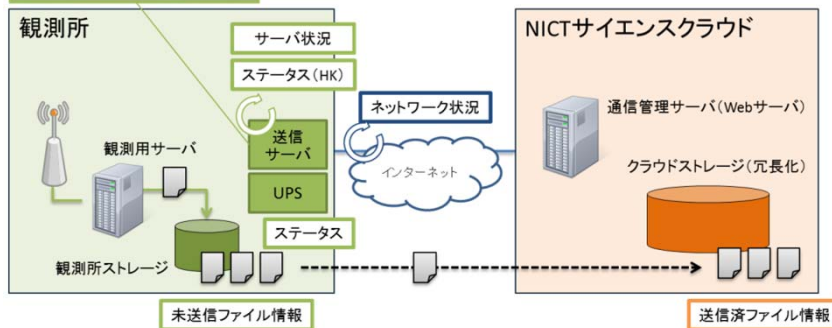 観測所
サーバ状況
ステータス(HK)
送信
サーバ
UPS
ステータス
観測用サーバ
観測所ストレージ
未送信ファイル情報
ネットワーク状況
インターネット
NICTサイエンスクラウド
通信管理サーバ(Webサーバ)
クラウドストレージ(冗長化)
送信済ファイル情報